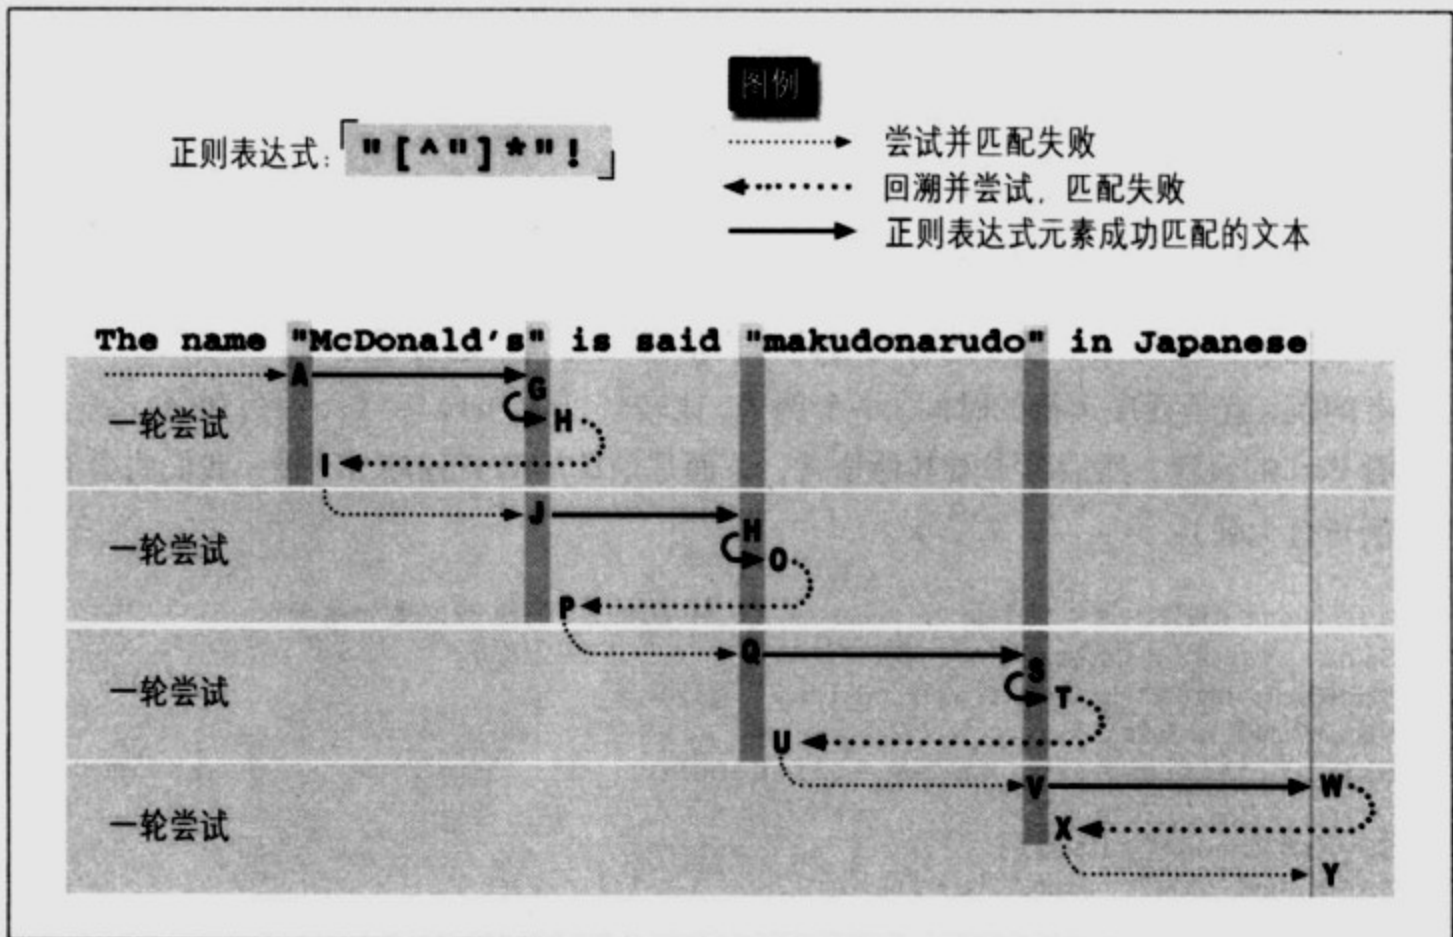 图例
正则表达式: 「"[^"]*"!」
尝试并匹配失败
回溯并尝试, 匹配失败
正则表达式元素成功匹配的文本
The name "McDonald's" is said "makudonarudo" in Japanese
A
G
一轮尝试
H
I
J
H
一轮尝试
O
P
Q
S
一轮尝试
T
U
V
W
一轮尝试
X
Y